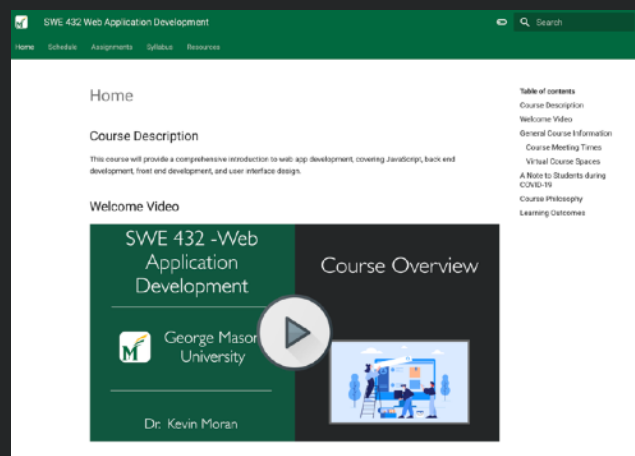 SWE 432 Web Application Development
Search
Home
Schedule
Assignments
Syllabus
Resources
Home
Course Description
This course will provide a comprehensive introduction to web app development, covering JavaScript, back end
development, front end development, and user interface design.
Welcome Video
SWE 432 -Web
Application
Development
George Mason
University
Dr. Kevin Moran
Course Overview
Table of contents
Course Description
Welcome Video
General Course Information
Course Meeting Times
Virtual Course Spaces
A Note to Students during
COVID-19
Course Philosophy
Learning Outcomes